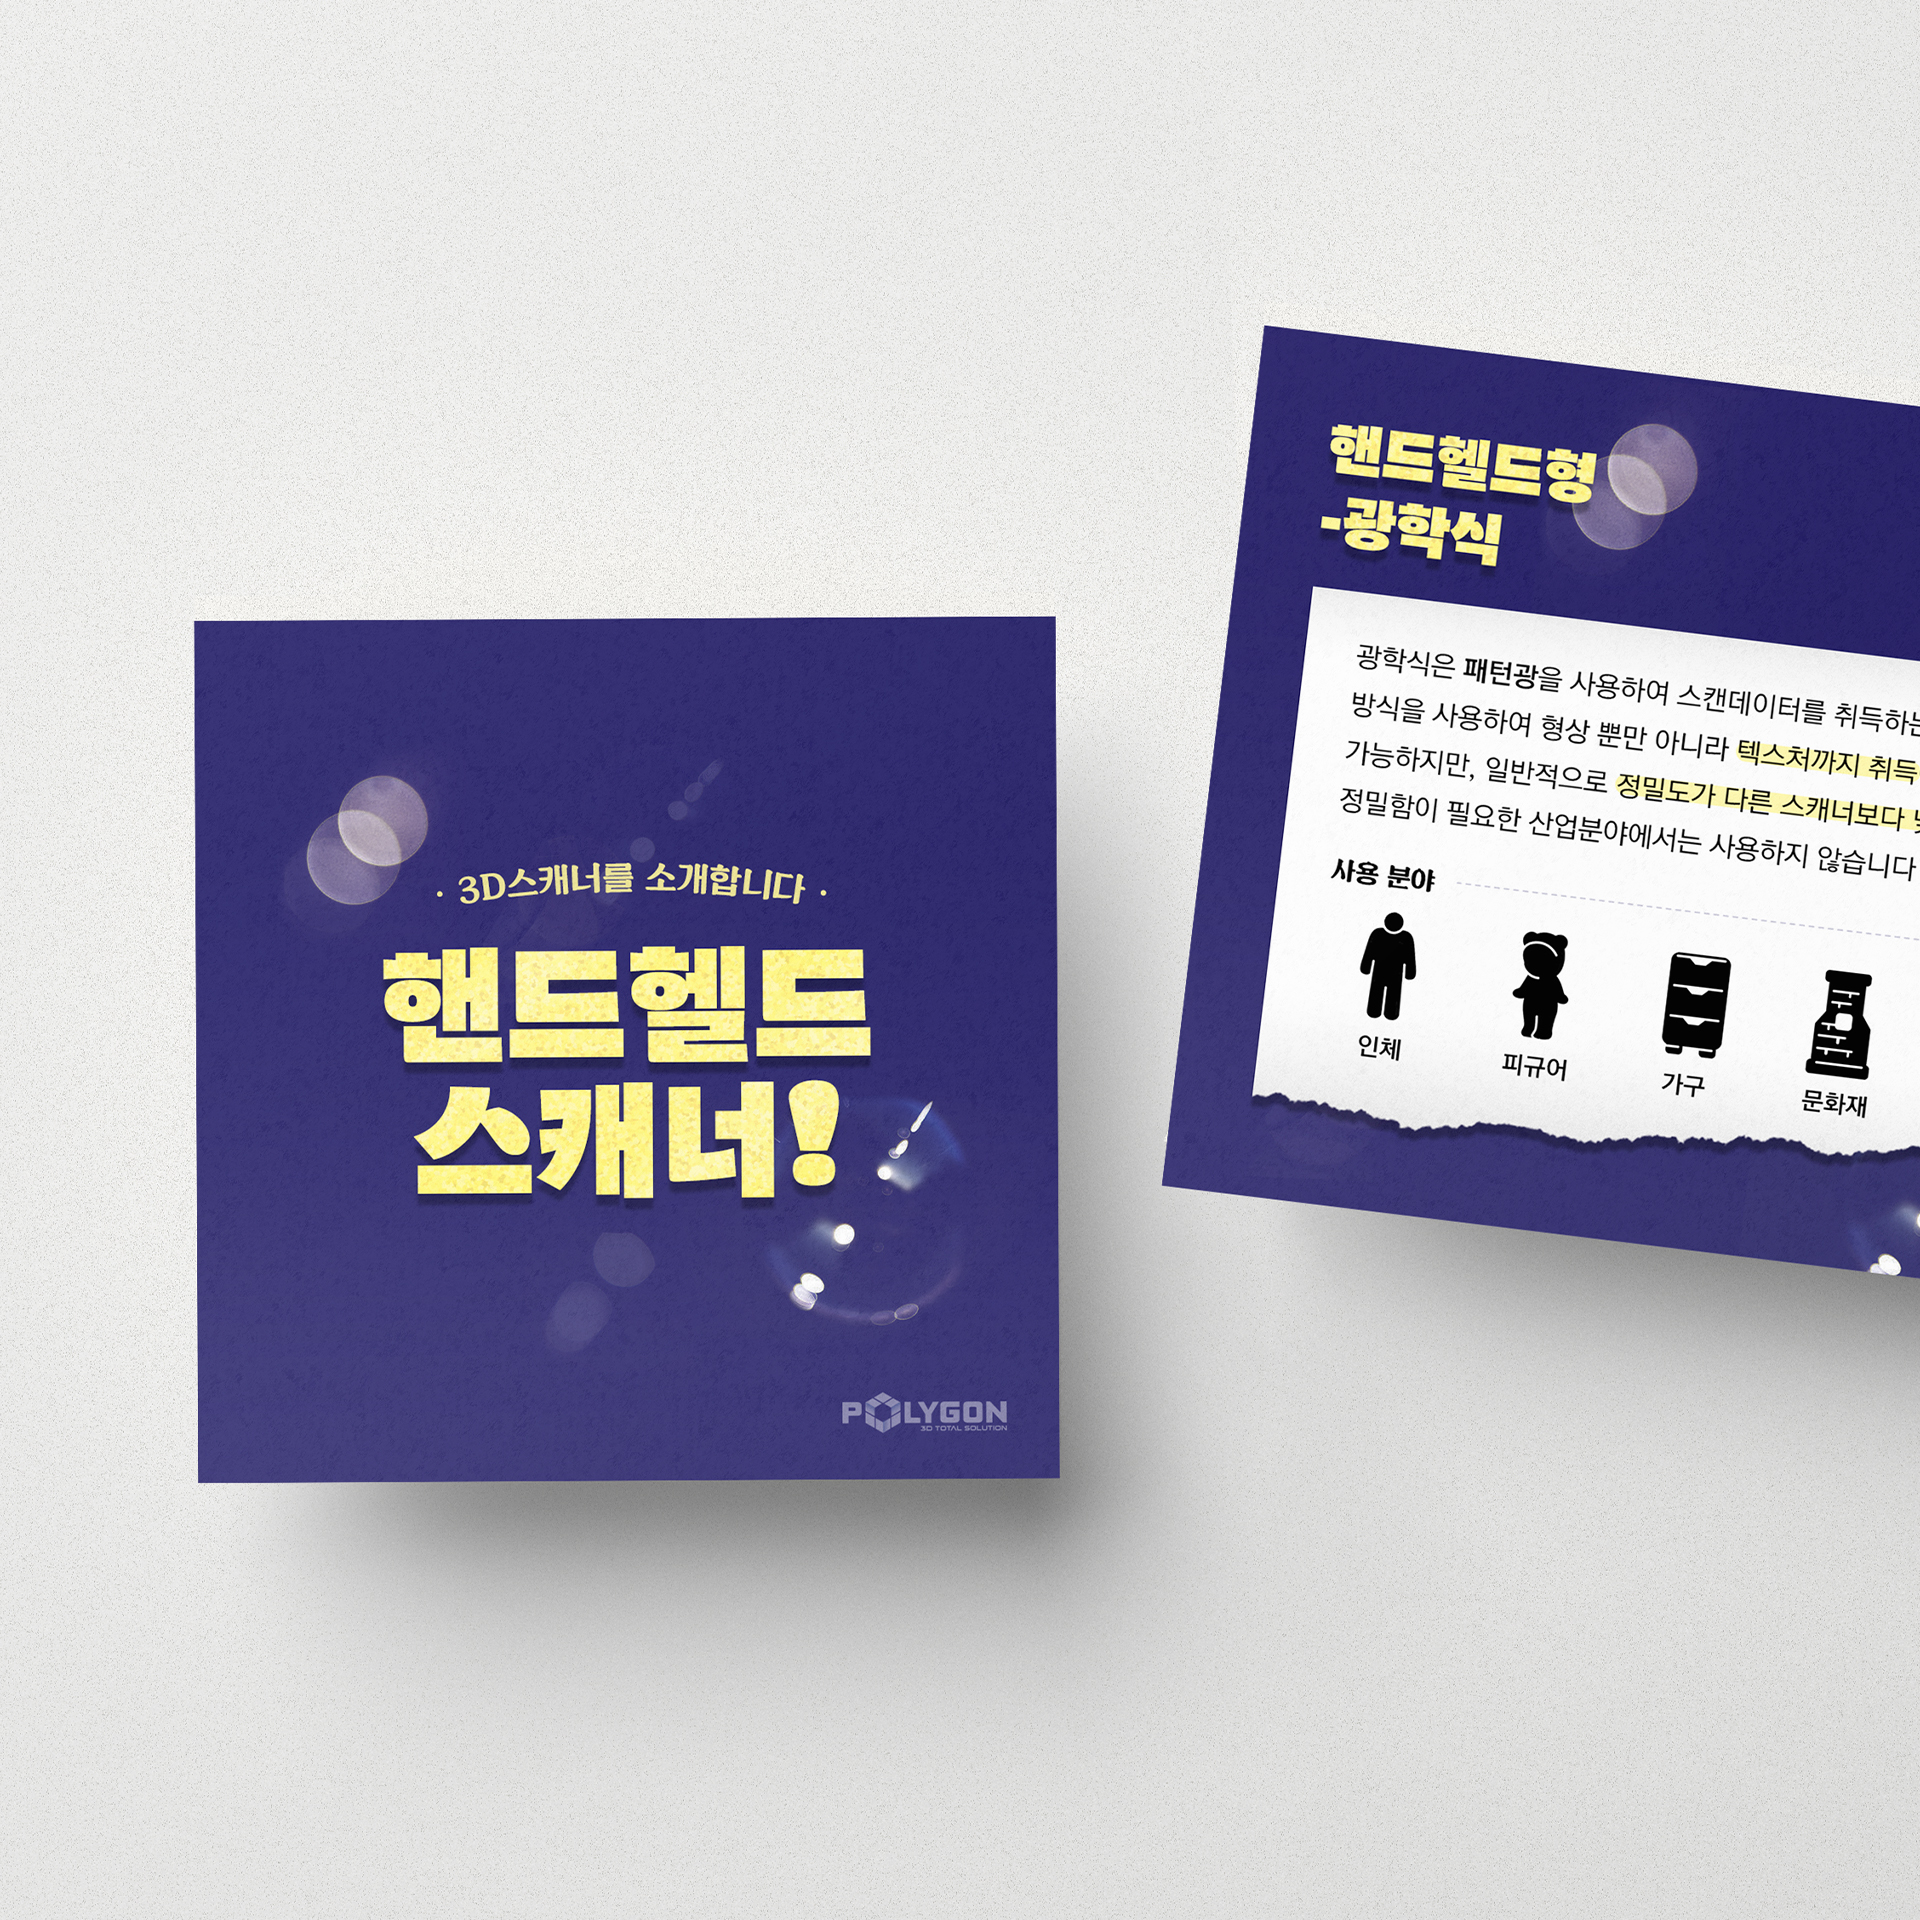 · 3D스캐너를 소개합니다 ·
핸드헬드
스캐너!
POLYGON
3D TOTAL SOLUTION
핸드헬드형
-광학식
광학식은 패턴광을 사용하여 스캔데이터를 취득하는
방식을 사용하여 형상 뿐만 아니라 텍스처까지 취득
가능하지만, 일반적으로 정밀도가 다른 스캐너보다
정밀함이 필요한 산업분야에서는 사용하지 않습니다
사용 분야
인체
피규어
가구
문화재